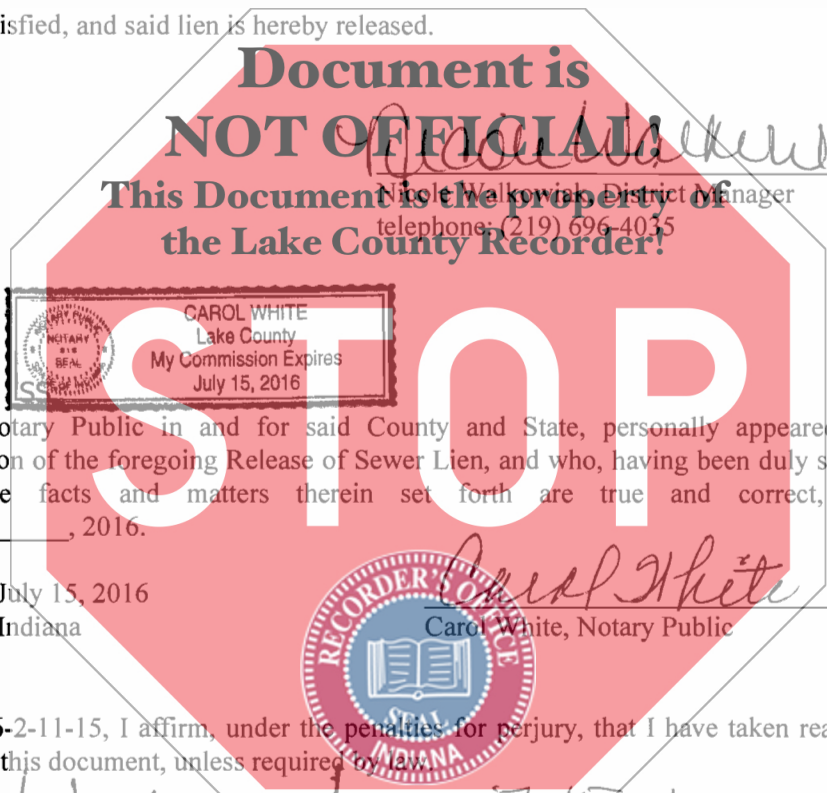 isfied, and said lien is hereby released.
Document is
NOT OFFICIAL!
Nicole Walkowiak
This Document is the property of
Nicole Walkowiak, District Manager
telephone: (219) 696-4035
the Lake County Recorder!
STOP
CAROL WHITE
Lake County
My Commission Expires
July 15, 2016
NOTARY
SEAL
SS
otary Public in and for said County and State, personally appeared
on of the foregoing Release of Sewer Lien, and who, having been duly s
e facts and matters therein set forth are true and correct,
, 2016.
Carol White
July 15, 2016
Indiana
Carol White, Notary Public
RECORDER'S OFFICE
SEAL
INDIANA
-2-11-15, I affirm, under the penalties for perjury, that I have taken rea
this document, unless required by law.